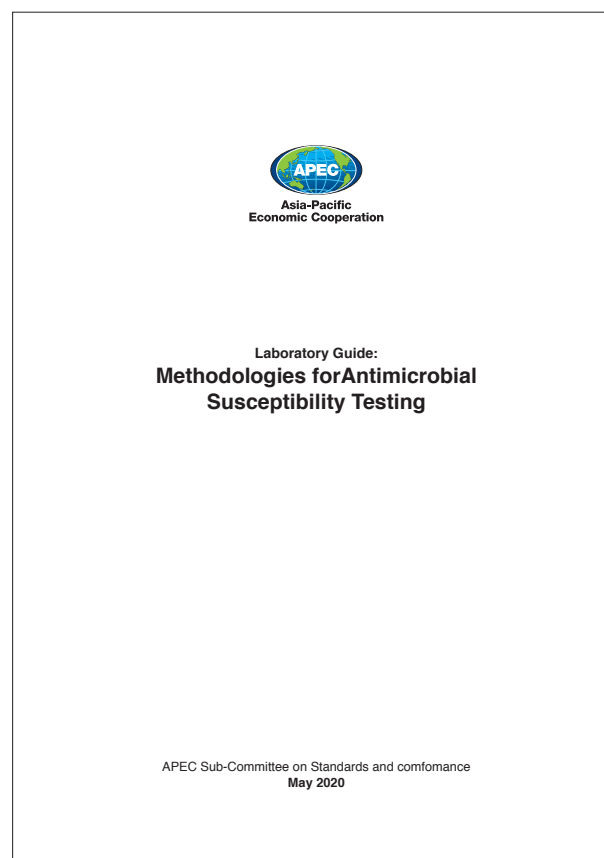 APEC
Asia-Pacific
Economic Cooperation
Laboratory Guide:
Methodologies forAntimicrobial
Susceptibility Testing
APEC Sub-Committee on Standards and comfomance
May 2020